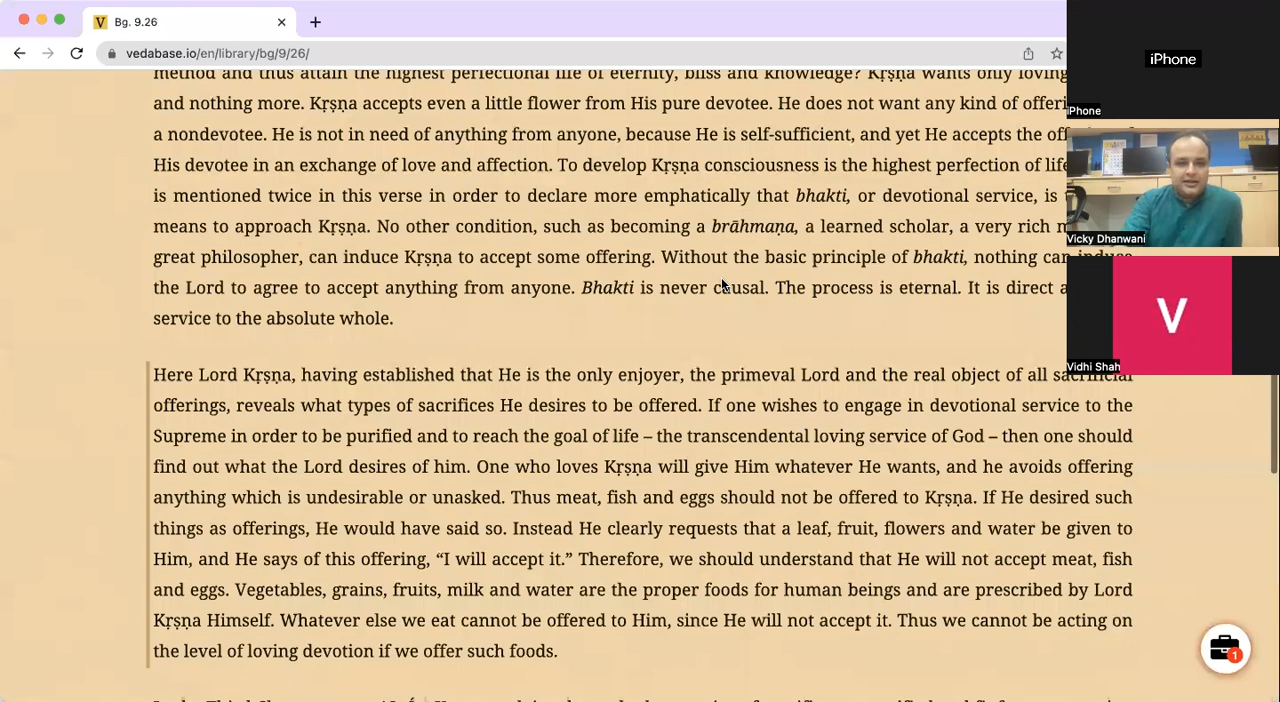 V Bg. 9.26
vedabase.io/en/library/bg/9/26/
method and thus attain the highest perfectional life of eternity, bliss and knowledge? Kṛṣṇa wants only loving
and nothing more. Kṛṣṇa accepts even a little flower from His pure devotee. He does not want any kind of
a nondevotee. He is not in need of anything from anyone, because He is self-sufficient, and yet He accepts the
His devotee in an exchange of love and affection. To develop Kṛṣṇa consciousness is the highest perfection of
is mentioned twice in this verse in order to declare more emphatically that bhakti, or devotional service, is
means to approach Kṛṣṇa. No other condition, such as becoming a brāhmaṇa, a learned scholar, a very rich
great philosopher, can induce Kṛṣṇa to accept some offering. Without the basic principle of bhakti, nothing can
the Lord to agree to accept anything from anyone. Bhakti is never causal. The process is eternal. It is direct
service to the absolute whole.
Here Lord Kṛṣṇa, having established that He is the only enjoyer, the primeval Lord and the real object of all sacrificial
offerings, reveals what types of sacrifices He desires to be offered. If one wishes to engage in devotional service to the
Supreme in order to be purified and to reach the goal of life – the transcendental loving service of God – then one should
find out what the Lord desires of him. One who loves Kṛṣṇa will give Him whatever He wants, and he avoids offering
anything which is undesirable or unasked. Thus meat, fish and eggs should not be offered to Kṛṣṇa. If He desired such
things as offerings, He would have said so. Instead He clearly requests that a leaf, fruit, flowers and water be given to
Him, and He says of this offering, “I will accept it.” Therefore, we should understand that He will not accept meat, fish
and eggs. Vegetables, grains, fruits, milk and water are the proper foods for human beings and are prescribed by Lord
Kṛṣṇa Himself. Whatever else we eat cannot be offered to Him, since He will not accept it. Thus we cannot be acting on
the level of loving devotion if we offer such foods.
iPhone
iPhone
Vicky Dhanwani
V
Vidhi Shah
1